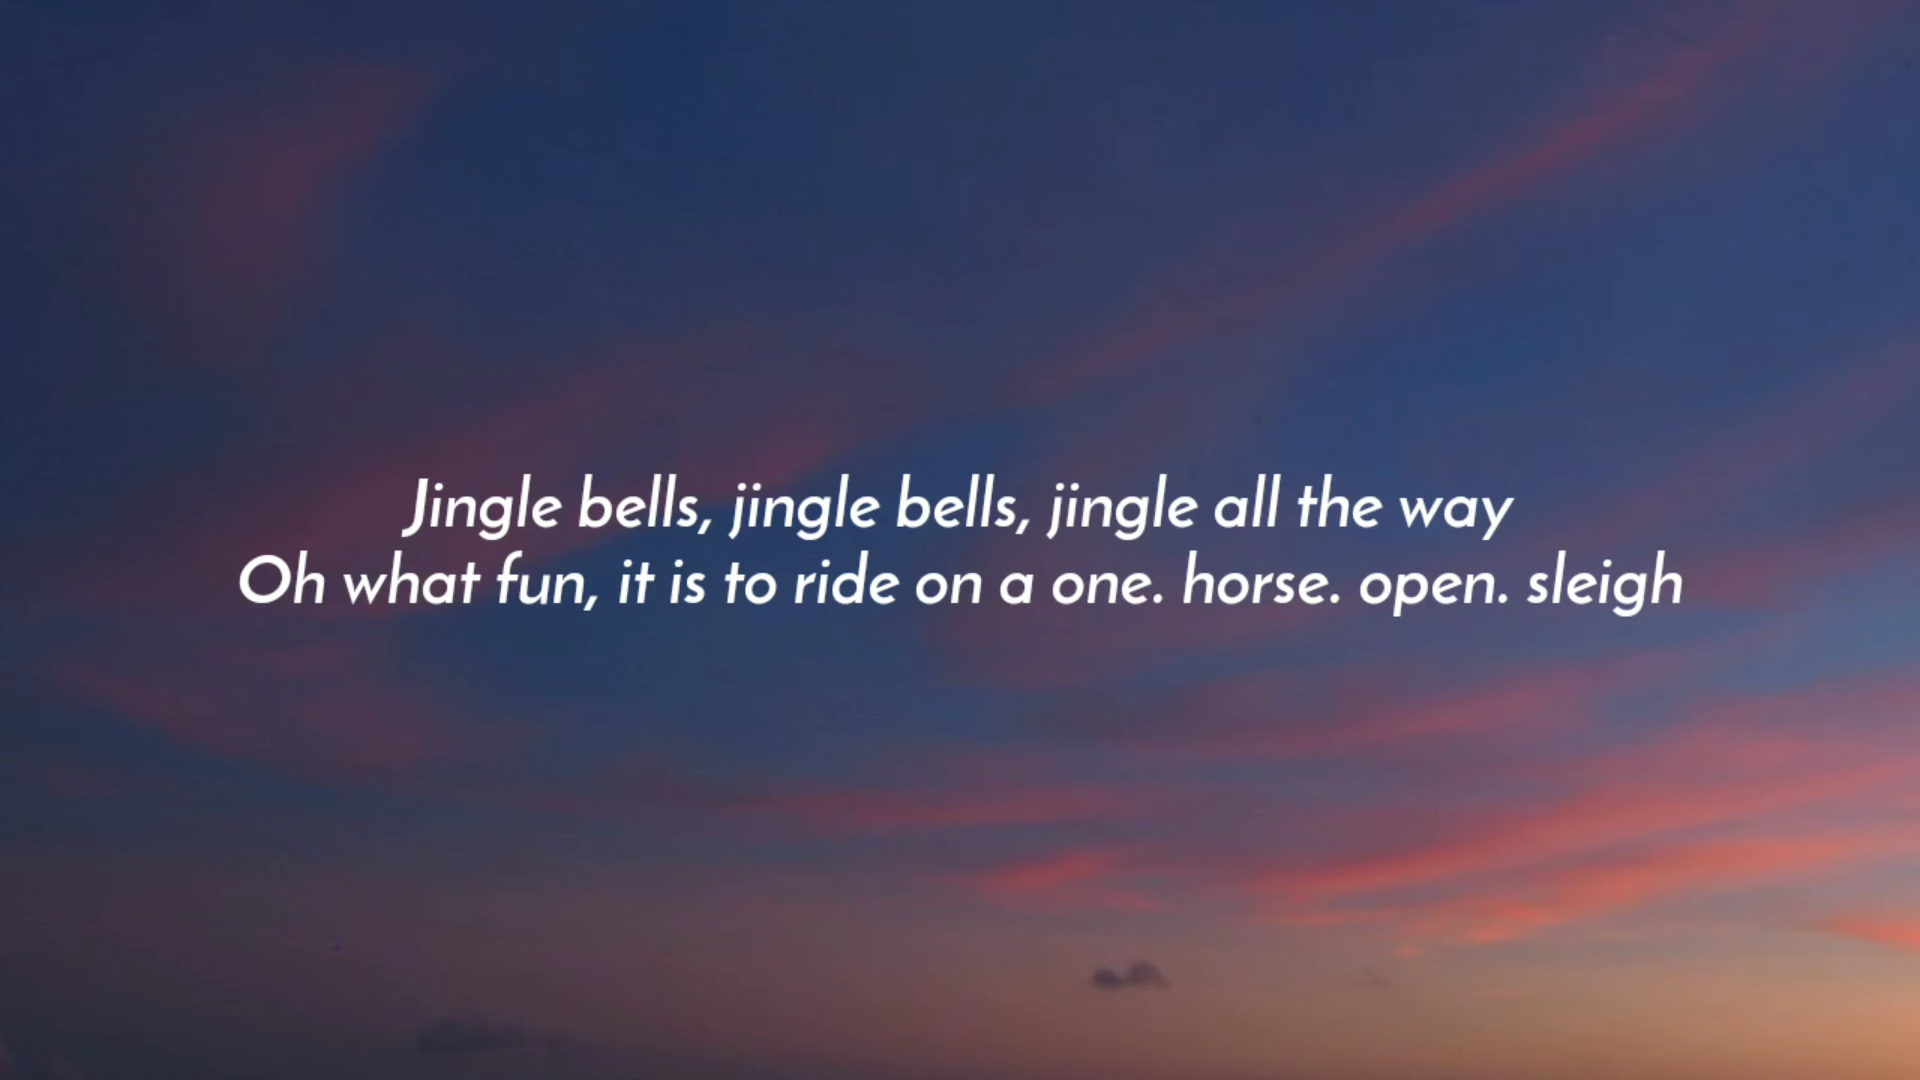 Jingle bells, jingle bells, jingle all the way
Oh what fun, it is to ride on a one. horse. open. sleigh